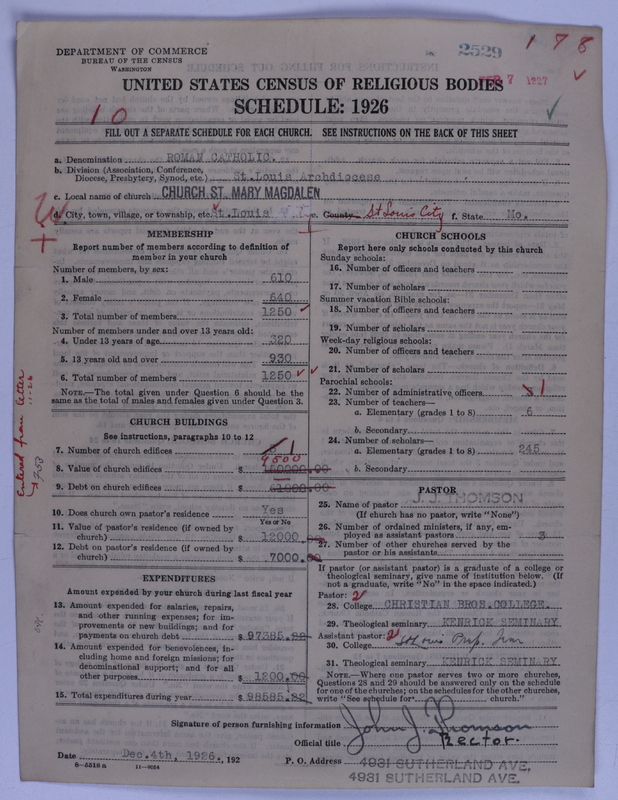 2529
178
DEPARTMENT OF COMMERCE
BUREAU OF THE CENSUS
WASHINGTON
FEB 7 1927
UNITED STATES CENSUS OF RELIGIOUS BODIES
SCHEDULE: 1926
10
FILL OUT A SEPARATE SCHEDULE FOR EACH CHURCH. SEE INSTRUCTIONS ON THE BACK OF THIS SHEET
a. Denomination ROMAN CATHOLIC.
b. Division (Association, Conference, Diocese, Presbytery, Synod, etc.) St. Louis Archdiocese
c. Local name of church CHURCH ST. MARY MAGDALEN
d. City, town, village, or township, etc. St. Louis e. County St Louis City f. State Mo.
MEMBERSHIP
Report number of members according to definition of member in your church
Number of members, by sex:
1. Male 610
2. Female 640
3. Total number of members 1250
Number of members under and over 13 years old:
4. Under 13 years of age 320
5. 13 years old and over 930
6. Total number of members 1250
NOTE.—The total given under Question 6 should be the same as the total of males and females given under Question 3.
CHURCH BUILDINGS
See instructions, paragraphs 10 to 12
7. Number of church edifices 1
8. Value of church edifices $
9. Debt on church edifices $
10. Does church own pastor's residence Yes
Yes or No
11. Value of pastor's residence (if owned by church) $ 12000.00
12. Debt on pastor's residence (if owned by church) $ 7000.00
EXPENDITURES
Amount expended by your church during last fiscal year
13. Amount expended for salaries, repairs, and other running expenses; for improvements or new buildings; and for payments on church debt $ 97385.82
14. Amount expended for benevolences, including home and foreign missions; for denominational support; and for all other purposes $ 1200.00
15. Total expenditures during year $ 98585.82
Entered from letter
11-26
CHURCH SCHOOLS
Report here only schools conducted by this church
Sunday schools:
16. Number of officers and teachers
17. Number of scholars
Summer vacation Bible schools:
18. Number of officers and teachers
19. Number of scholars
Week-day religious schools:
20. Number of officers and teachers
21. Number of scholars
Parochial schools:
22. Number of administrative officers 1
23. Number of teachers—
a. Elementary (grades 1 to 8) 6
b. Secondary
24. Number of scholars—
a. Elementary (grades 1 to 8) 245
b. Secondary
PASTOR
25. Name of pastor J. J. THOMSON
(If church has no pastor, write "None")
26. Number of ordained ministers, if any, employed as assistant pastors 3
27. Number of other churches served by the pastor or his assistants
If pastor (or assistant pastor) is a graduate of a college or theological seminary, give name of institution below. (If not a graduate, write "No" in the space indicated.)
Pastor: 2
28. College CHRISTIAN BROS. COLLEGE.
29. Theological seminary KENRICK SEMINARY
Assistant pastor: 2
30. College St Louis Prep.
31. Theological seminary KENRICK SEMINARY.
NOTE.—Where one pastor serves two or more churches, Questions 28 and 29 should be answered only on the schedule for one of the churches; on the schedules for the other churches, write "See schedule for church."
Signature of person furnishing information John J. Thomson
Official title Rector.
Date Dec. 4th, 1926., 192
P. O. Address 4931 SUTHERLAND AVE.
4931 SUTHERLAND AVE.
8—5518 a 11—9054